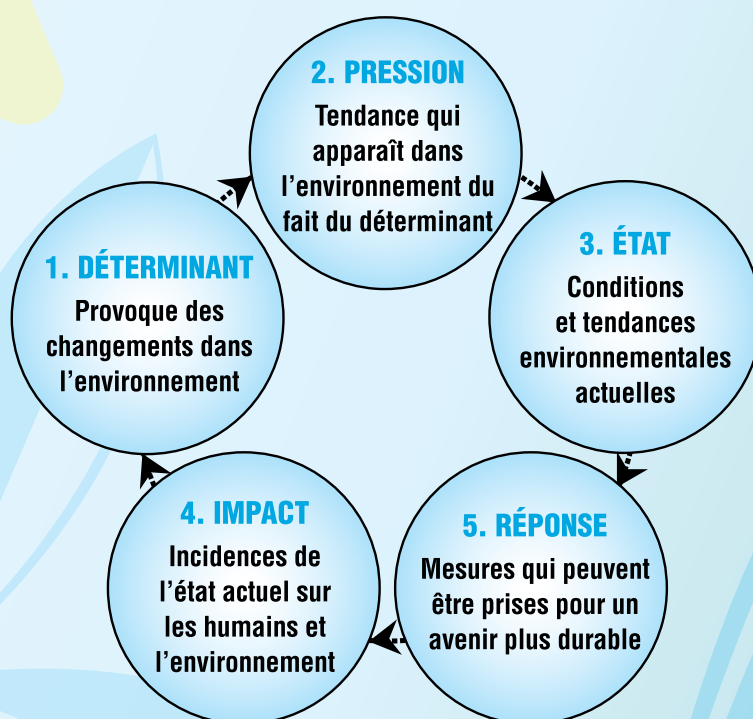 2. PRESSION
Tendance qui
apparaît dans
l'environnement du
fait du déterminant
1. DÉTERMINANT
Provoque des
changements dans
l'environnement
3. ÉTAT
Conditions
et tendances
environnementales
actuelles
4. IMPACT
Incidences de
l'état actuel sur
les humains et
l'environnement
5. RÉPONSE
Mesures qui peuvent
être prises pour un
avenir plus durable